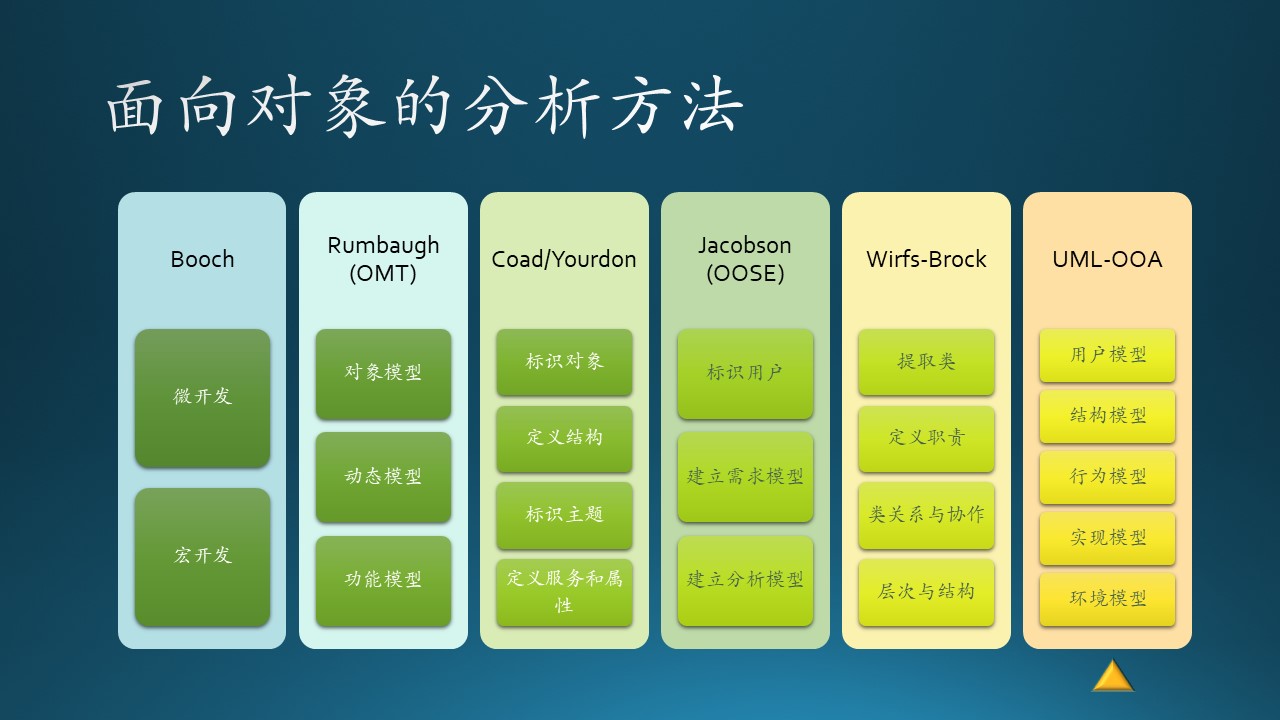 面向对象的分析方法
Booch
微开发
宏开发
Rumbaugh
(OMT)
对象模型
动态模型
功能模型
Coad/Yourdon
标识对象
定义结构
标识主题
定义服务和属
性
Jacobson
(OOSE)
标识用户
建立需求模型
建立分析模型
Wirfs-Brock
提取类
定义职责
类关系与协作
层次与结构
UML-OOA
用户模型
结构模型
行为模型
实现模型
环境模型